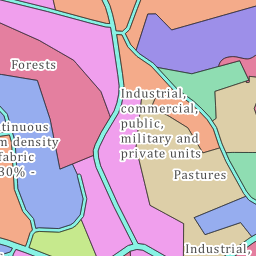 Forests
Industrial,
commercial,
public,
military and
private units
tinuous
m density
fabric
30% -
Pastures
Industrial,